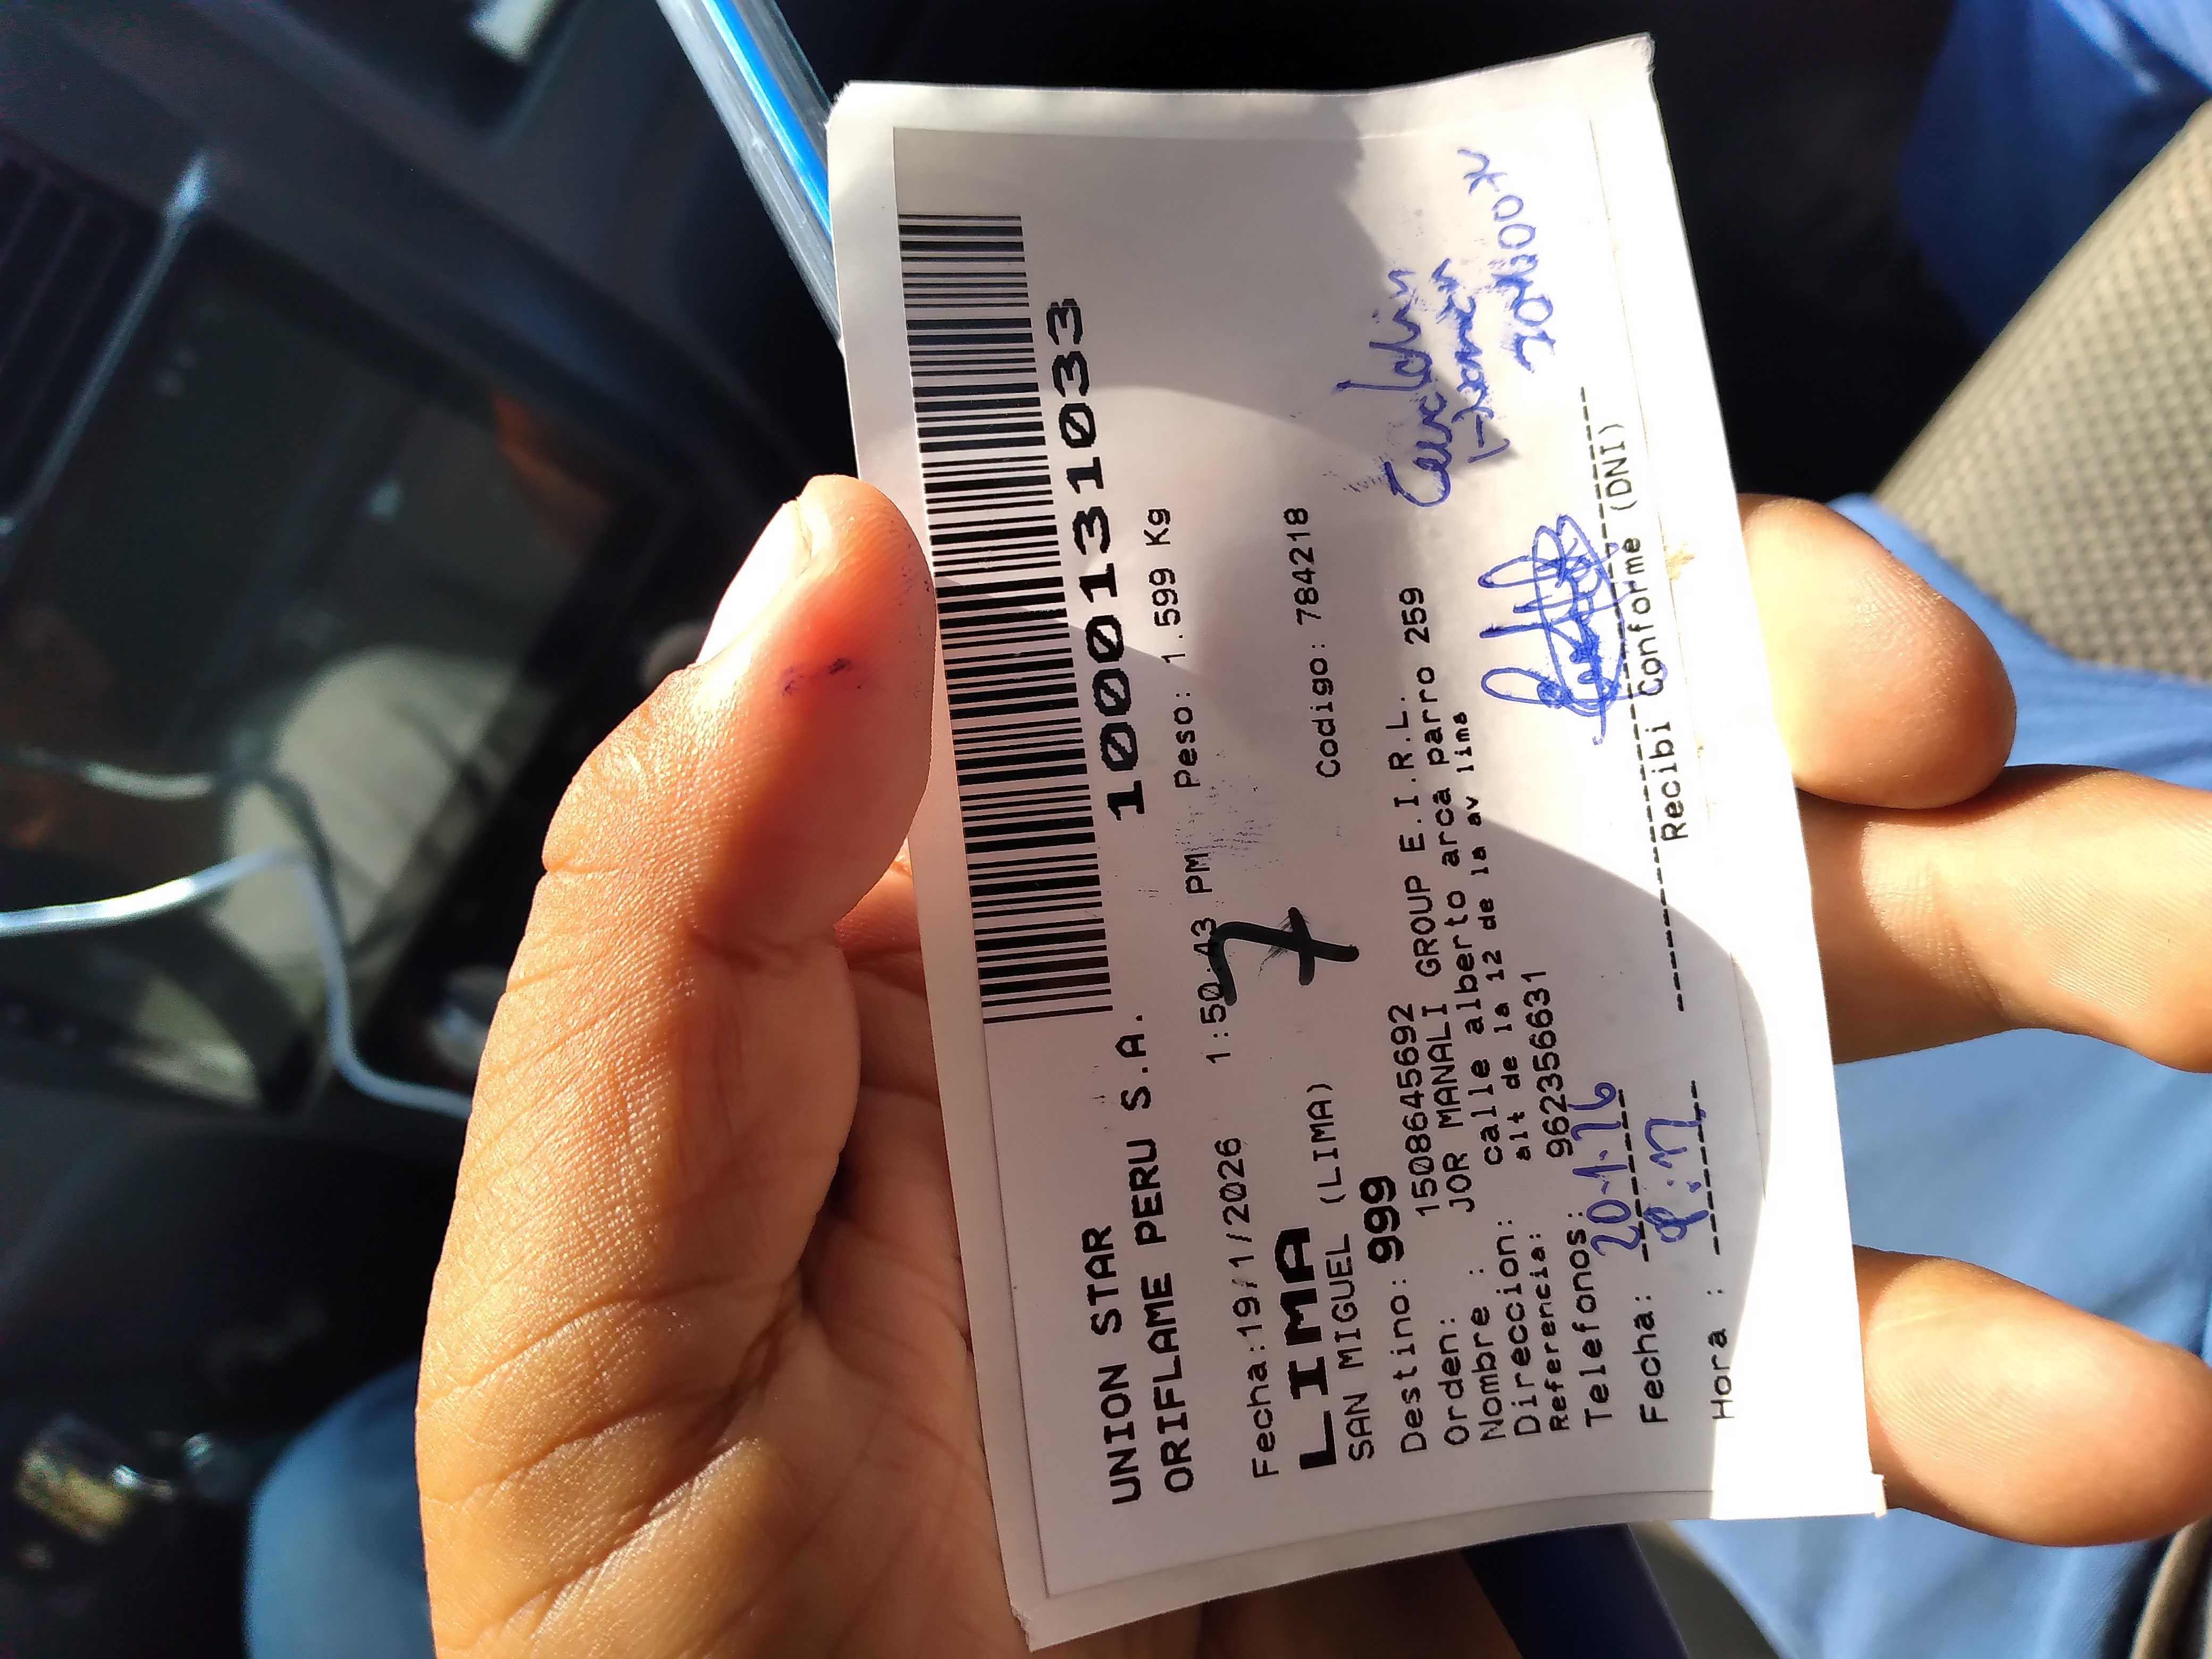 1000131031033
UNION STAR
ORIFLAME PERU S.A.
Fecha:19/1/2026 1:50:43 PM Peso: 1.599 Kg
LIMA
7
SAN MIGUEL (LIMA)
Codigo: 784218
Destino: 999
Orden: 1508645692
Nombre : JOR MANALI GROUP E.I.R.L.
Direccion: calle alberto arca parro 259
Referencia: alt de la 12 de la av lima
Telefonos: 962356631
Fecha: 20-1-26
Hora :
Recibi Conforme (DNI)